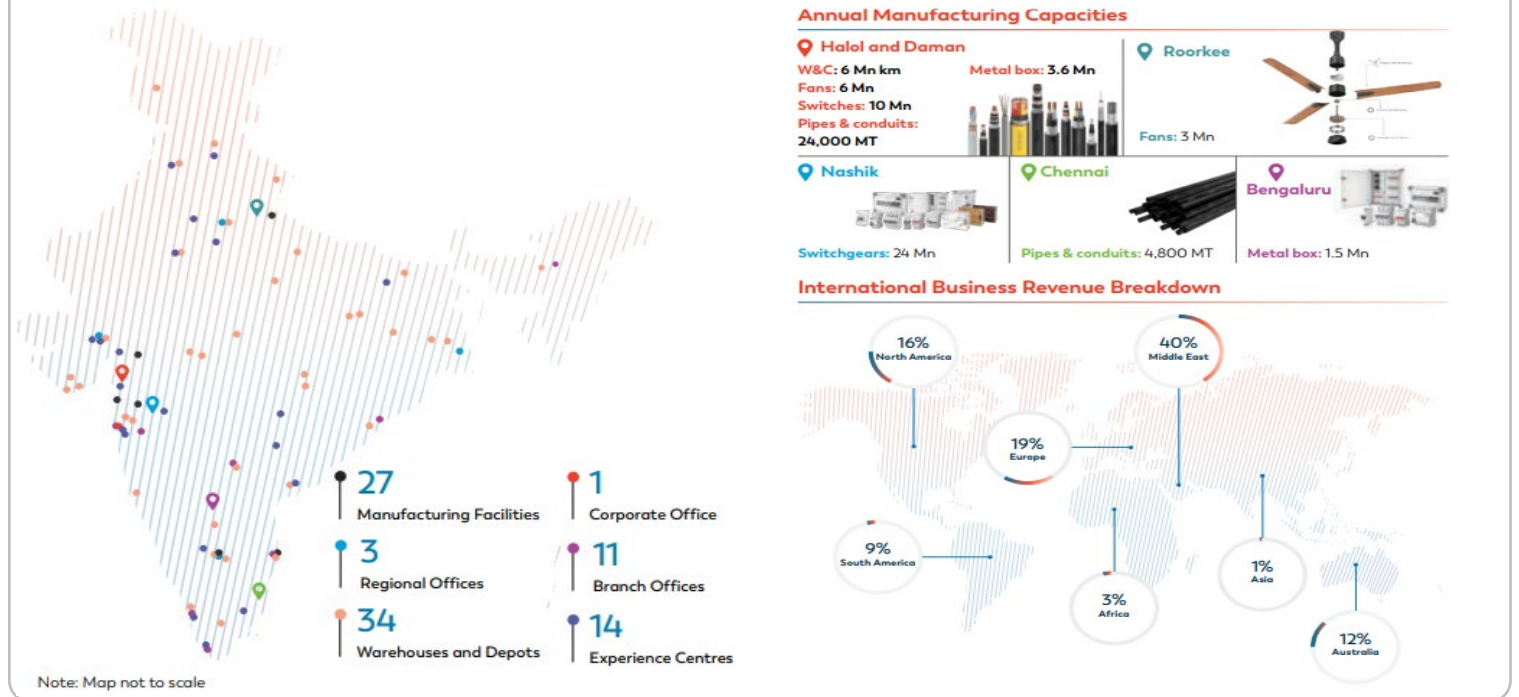 27
Manufacturing Facilities
1
Corporate Office
3
Regional Offices
11
Branch Offices
34
Warehouses and Depots
14
Experience Centres
Note: Map not to scale
Annual Manufacturing Capacities
Halol and Daman
W&C: 6 Mn km
Metal box: 3.6 Mn
Fans: 6 Mn
Switches: 10 Mn
Pipes & conduits:
24,000 MT
Roorkee
Fans: 3 Mn
Nashik
Switchgears: 24 Mn
Chennai
Pipes & conduits: 4,800 MT
Bengaluru
Metal box: 1.5 Mn
International Business Revenue Breakdown
16%
North America
40%
Middle East
19%
Europe
9%
South America
3%
Africa
1%
Asia
12%
Australia